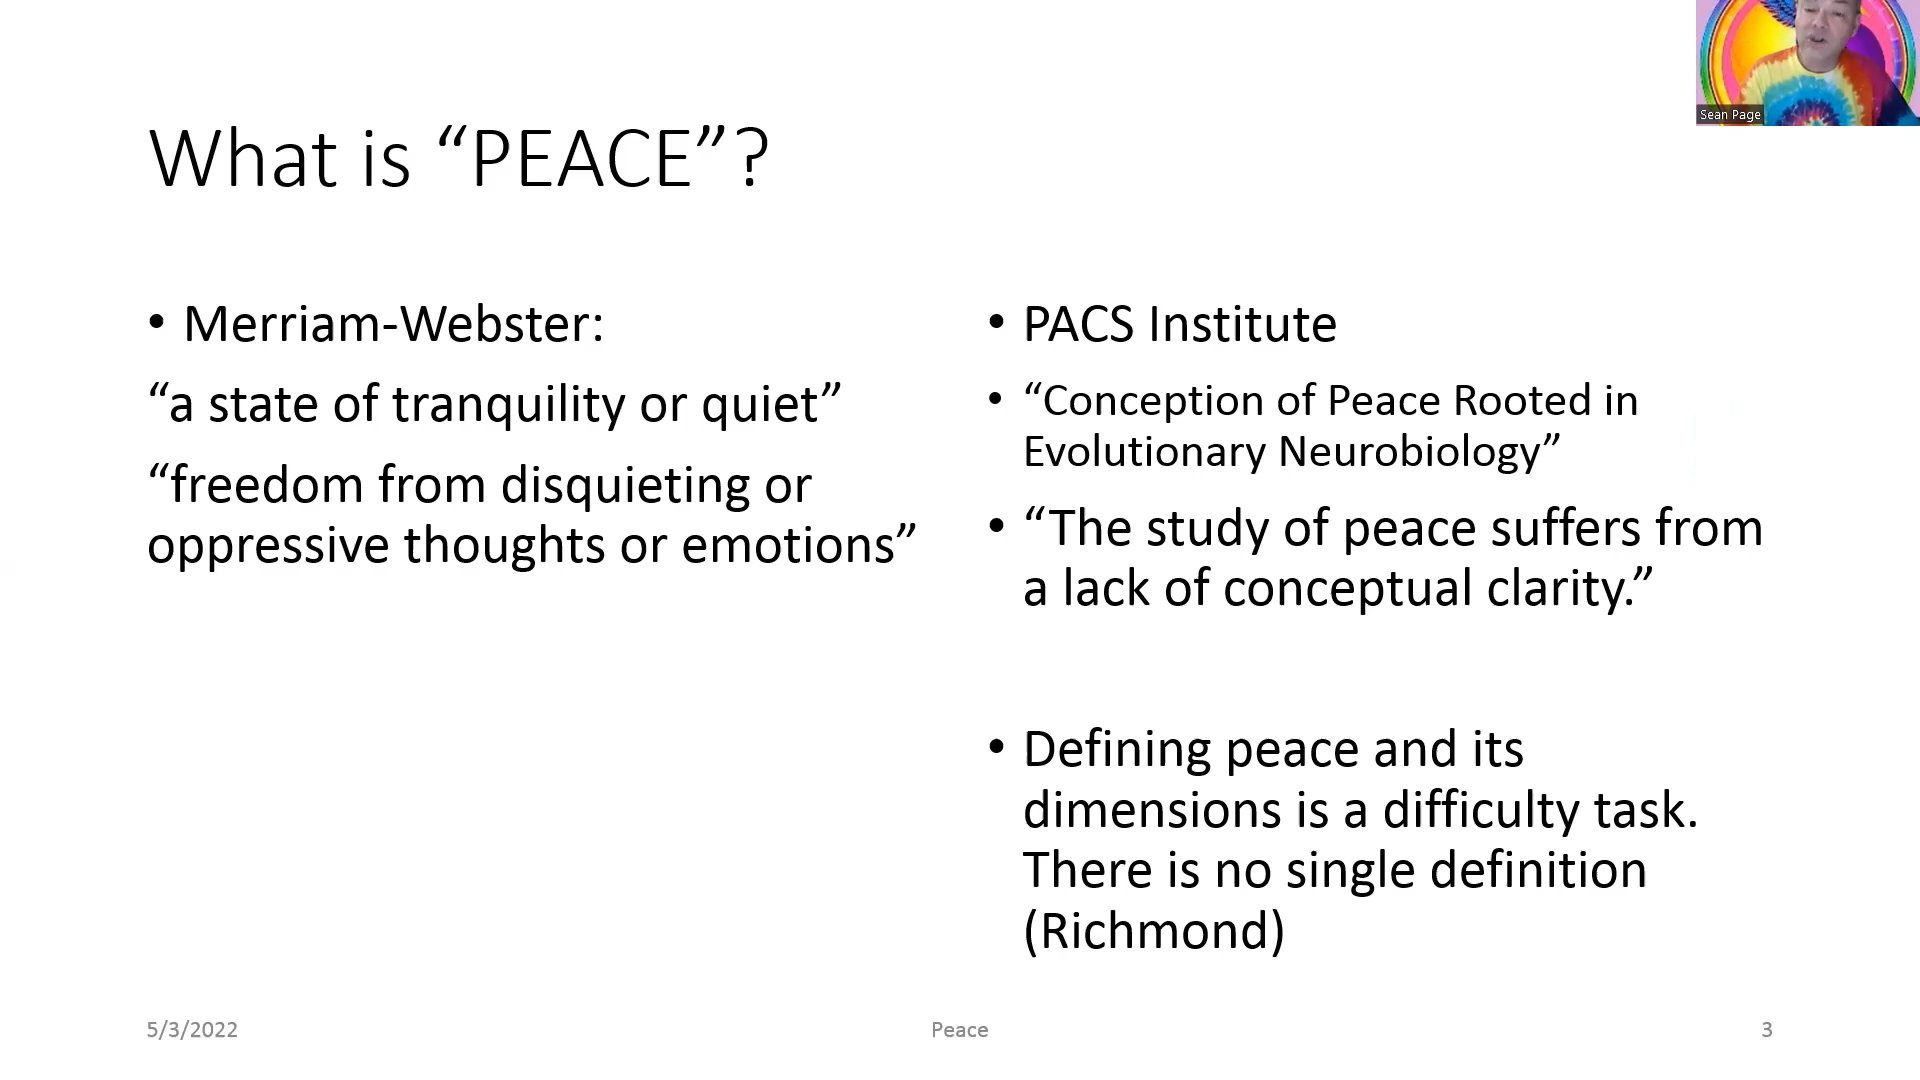 Sean Page
What is “PEACE”?
• Merriam-Webster:
“a state of tranquility or quiet”
“freedom from disquieting or
oppressive thoughts or emotions”
• PACS Institute
• “Conception of Peace Rooted in
Evolutionary Neurobiology”
• “The study of peace suffers from
a lack of conceptual clarity.”
• Defining peace and its
dimensions is a difficulty task.
There is no single definition
(Richmond)
5/3/2022
Peace
3